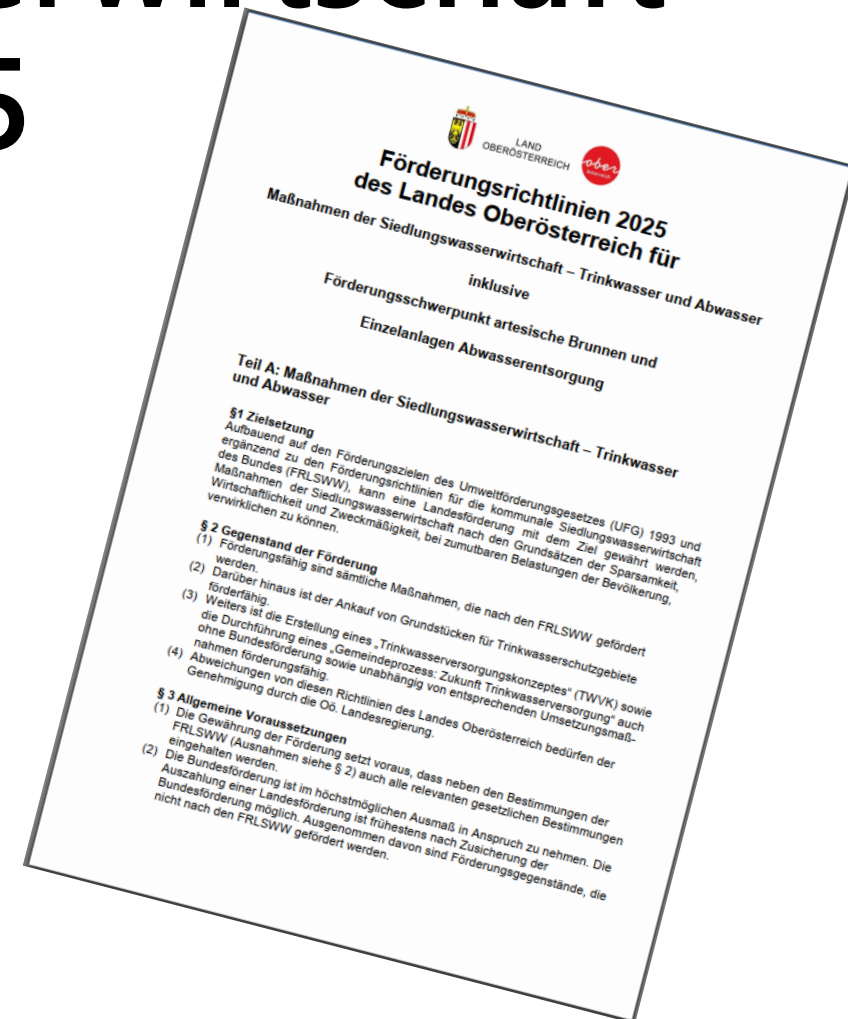 5
LAND
OBERÖSTERREICH
ober
österreich
Förderungsrichtlinien 2025
des Landes Oberösterreich für
Maßnahmen der Siedlungswasserwirtschaft – Trinkwasser und Abwasser
inklusive
Förderungsschwerpunkt artesische Brunnen und
Einzelanlagen Abwasserentsorgung
Teil A: Maßnahmen der Siedlungswasserwirtschaft – Trinkwasser
und Abwasser
§1 Zielsetzung
Aufbauend auf den Förderungszielen des Umweltförderungsgesetzes (UFG) 1993 und
ergänzend zu den Förderungsrichtlinien für die kommunale Siedlungswasserwirtschaft
des Bundes (FRLSWW), kann eine Landesförderung mit dem Ziel gewährt werden,
Maßnahmen der Siedlungswasserwirtschaft nach den Grundsätzen der Sparsamkeit,
Wirtschaftlichkeit und Zweckmäßigkeit, bei zumutbaren Belastungen der Bevölkerung,
verwirklichen zu können.
§ 2 Gegenstand der Förderung
(1) Förderungsfähig sind sämtliche Maßnahmen, die nach den FRLSWW gefördert
werden.
(2) Darüber hinaus ist der Ankauf von Grundstücken für Trinkwasserschutzgebiete
förderfähig.
(3) Weiters ist die Erstellung eines „Trinkwasserversorgungskonzeptes" (TWVK) sowie
die Durchführung eines „Gemeindeprozess: Zukunft Trinkwasserversorgung" auch
ohne Bundesförderung sowie unabhängig von entsprechenden Umsetzungsmaß-
nahmen förderungsfähig.
(4) Abweichungen von diesen Richtlinien des Landes Oberösterreich bedürfen der
Genehmigung durch die Oö. Landesregierung.
§ 3 Allgemeine Voraussetzungen
(1) Die Gewährung der Förderung setzt voraus, dass neben den Bestimmungen der
FRLSWW (Ausnahmen siehe § 2) auch alle relevanten gesetzlichen Bestimmungen
eingehalten werden.
(2) Die Bundesförderung ist im höchstmöglichen Ausmaß in Anspruch zu nehmen. Die
Auszahlung einer Landesförderung ist frühestens nach Zusicherung der
Bundesförderung möglich. Ausgenommen davon sind Förderungsgegenstände, die
nicht nach den FRLSWW gefördert werden.